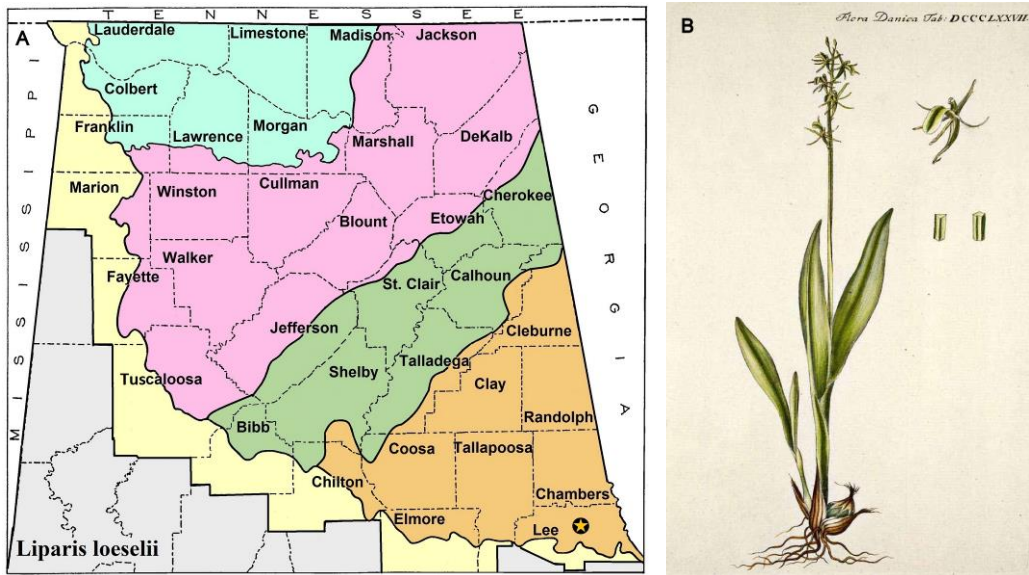 T E N N E S S E E
A
Lauderdale
Limestone
Madison
Jackson
Colbert
Franklin
Lawrence
Morgan
Marshall
DeKalb
Marion
Winston
Cullman
Cherokee
Blount
Etowah
Walker
Fayette
St. Clair
Calhoun
Jefferson
Cleburne
Tuscaloosa
Shelby
Talladega
Clay
Randolph
Bibb
Coosa
Tallapoosa
Chilton
Chambers
Elmore
Lee
Liparis loeselii
M I S S I S S I P P I
G E O R G I A
B
Flora Danica Tab: DCCCLXXVII